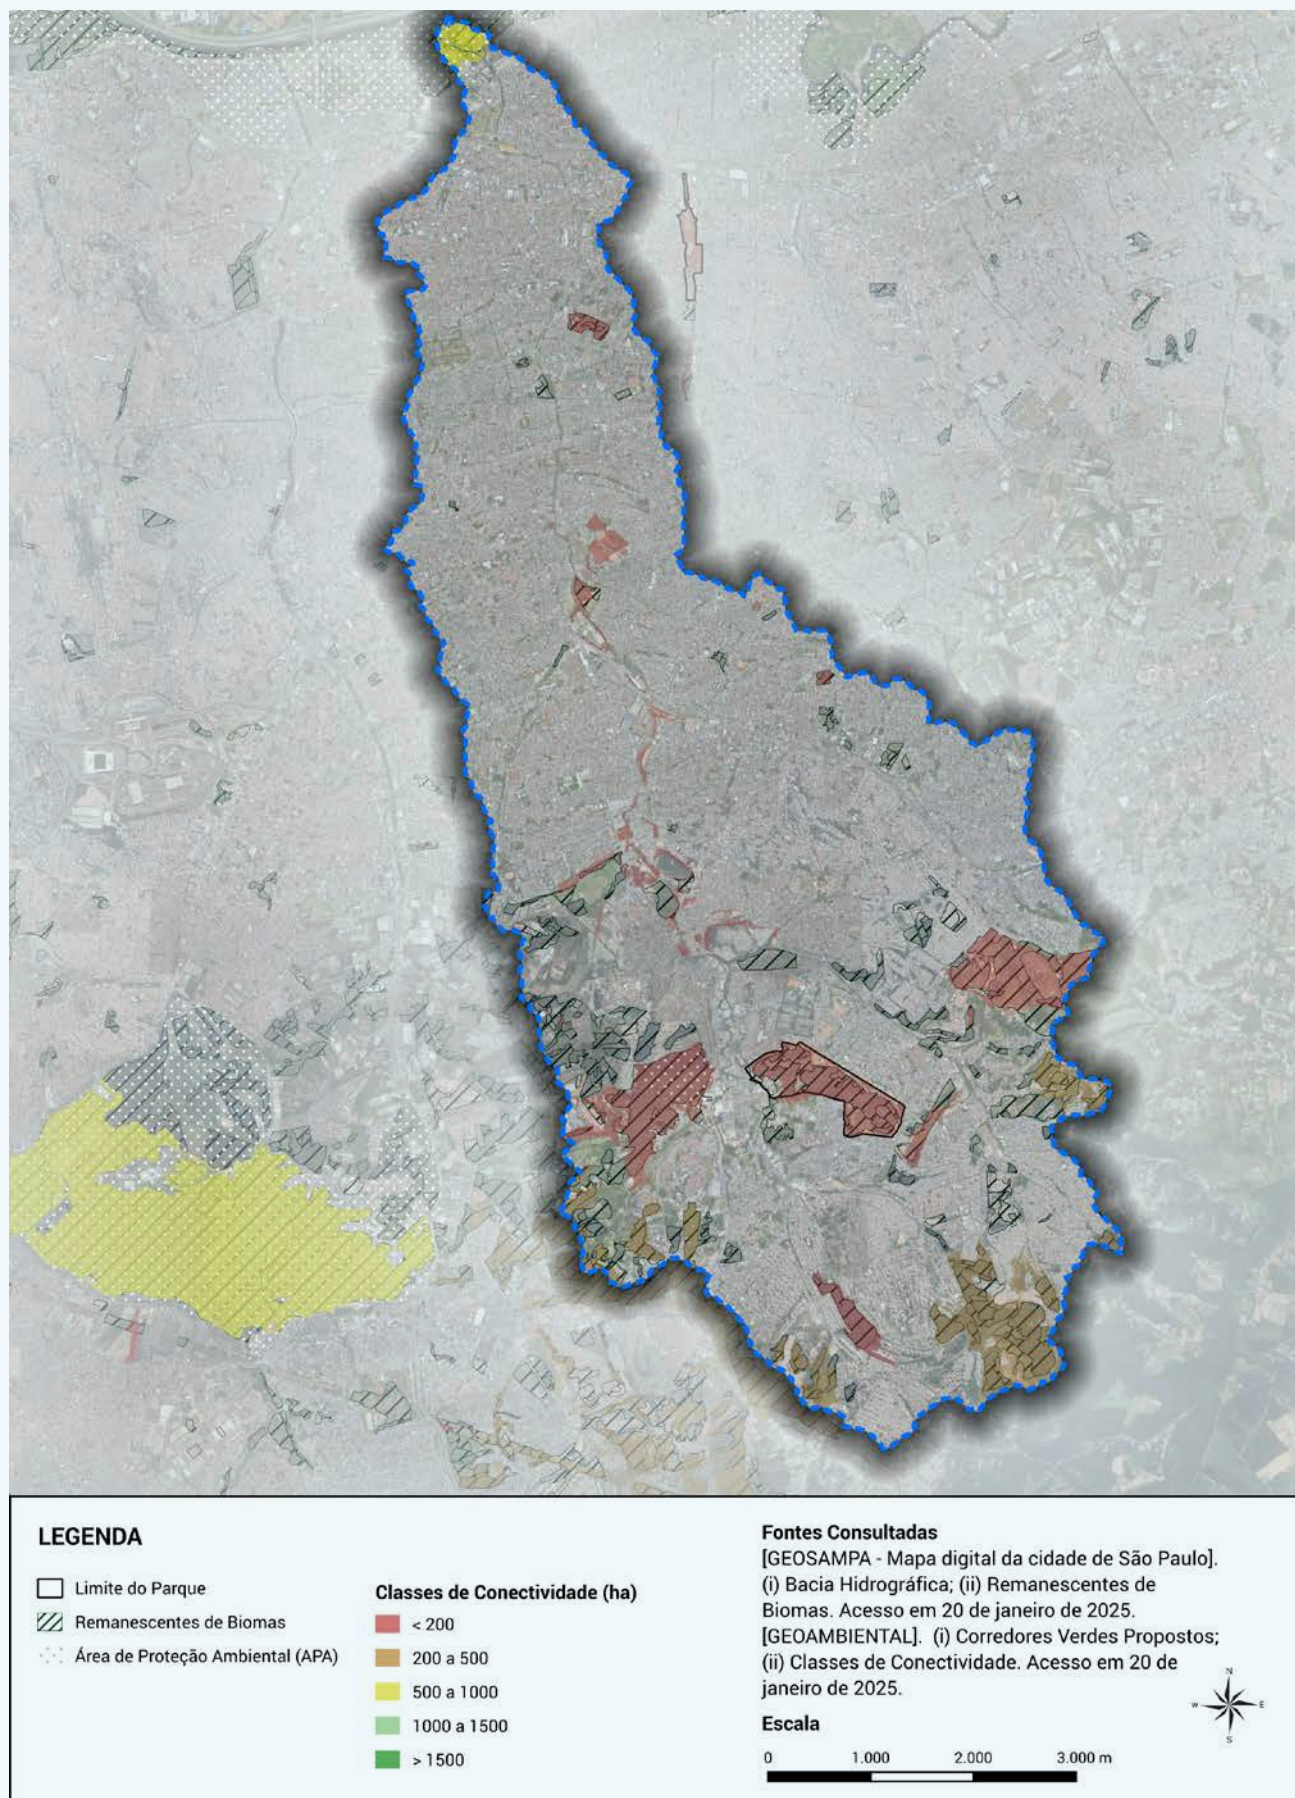 LEGENDA
Limite do Parque
Remanescentes de Biomas
Área de Proteção Ambiental (APA)
Classes de Conectividade (ha)
< 200
200 a 500
500 a 1000
1000 a 1500
> 1500
Fontes Consultadas
[GEOSAMPA - Mapa digital da cidade de São Paulo].
(i) Bacia Hidrográfica; (ii) Remanescentes de
Biomas. Acesso em 20 de janeiro de 2025.
[GEOAMBIENTAL]. (i) Corredores Verdes Propostos;
(ii) Classes de Conectividade. Acesso em 20 de
janeiro de 2025.
N
W E
S
Escala
0 1.000 2.000 3.000 m